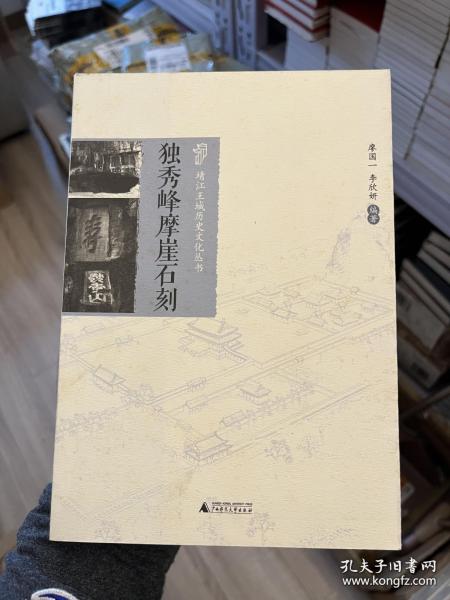 独秀峰摩崖石刻
靖江王城历史文化丛书
廖国一 李欣妍 编著
寿
广西师范大学出版社
孔夫子旧书网
www.kongfz.com